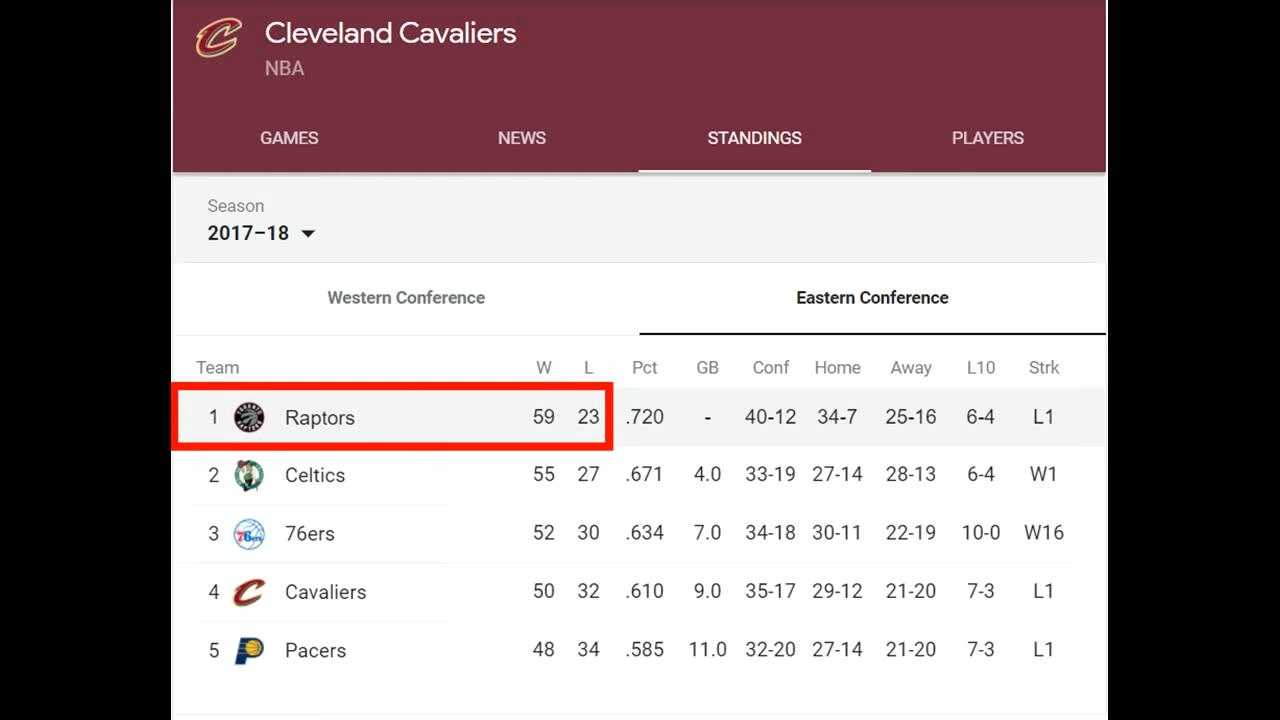 Cleveland Cavaliers
NBA
GAMES NEWS STANDINGS PLAYERS
Season
2017–18
Western Conference Eastern Conference
Team W L Pct GB Conf Home Away L10 Strk
1 Raptors 59 23 .720 - 40-12 34-7 25-16 6-4 L1
2 Celtics 55 27 .671 4.0 33-19 27-14 28-13 6-4 W1
3 76ers 52 30 .634 7.0 34-18 30-11 22-19 10-0 W16
4 Cavaliers 50 32 .610 9.0 35-17 29-12 21-20 7-3 L1
5 Pacers 48 34 .585 11.0 32-20 27-14 21-20 7-3 L1